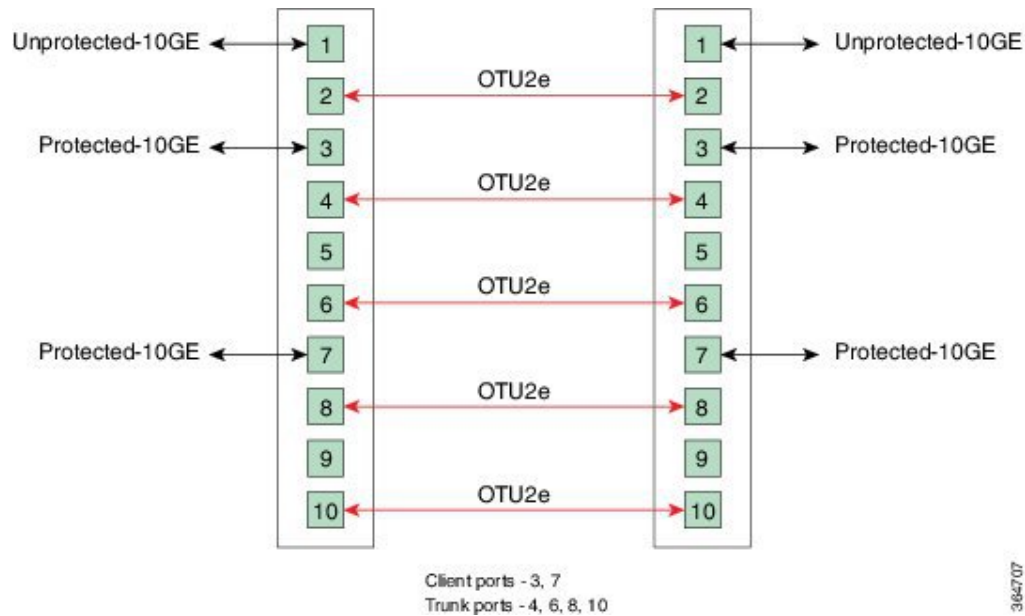 Unprotected-10GE 1 1 Unprotected-10GE
OTU2e
2 2
Protected-10GE 3 3 Protected-10GE
OTU2e
4 4
5 5
OTU2e
6 6
Protected-10GE 7 7 Protected-10GE
OTU2e
8 8
9 9
OTU2e
10 10
Client ports - 3, 7
Trunk ports - 4, 6, 8, 10
364707